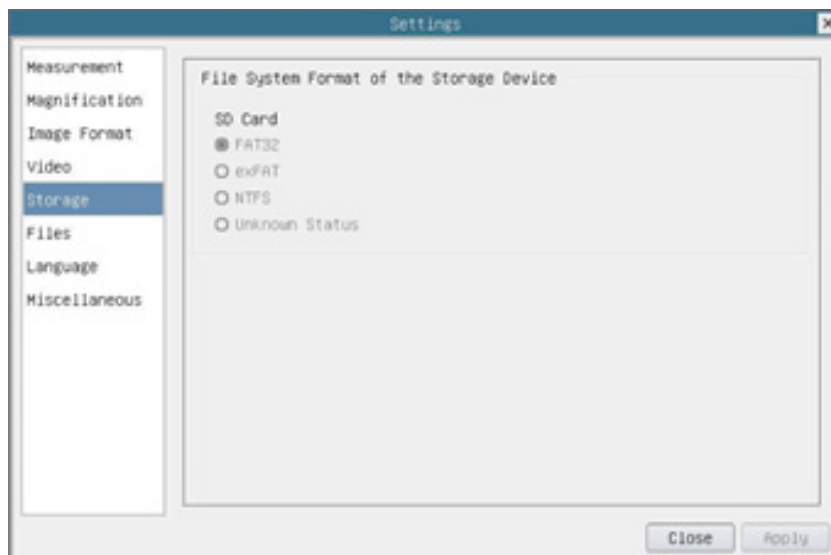 Settings
Measurement
Magnification
Image Format
Video
Storage
Files
Language
Miscellaneous
File System Format of the Storage Device
SD Card
FAT32
exFAT
NTFS
Unknown Status
Close
Apply